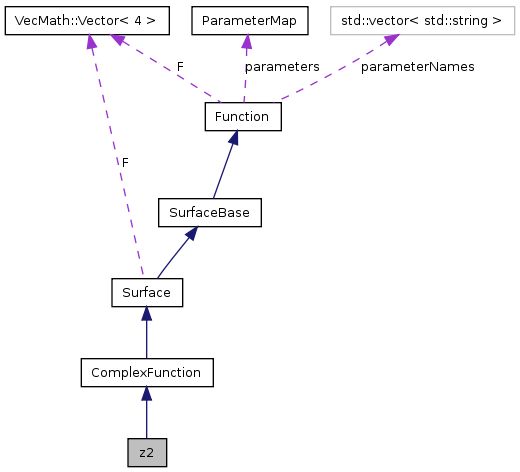 VecMath::Vector< 4 >
ParameterMap
std::vector< std::string >
F
parameters
parameterNames
Function
F
SurfaceBase
Surface
ComplexFunction
z2